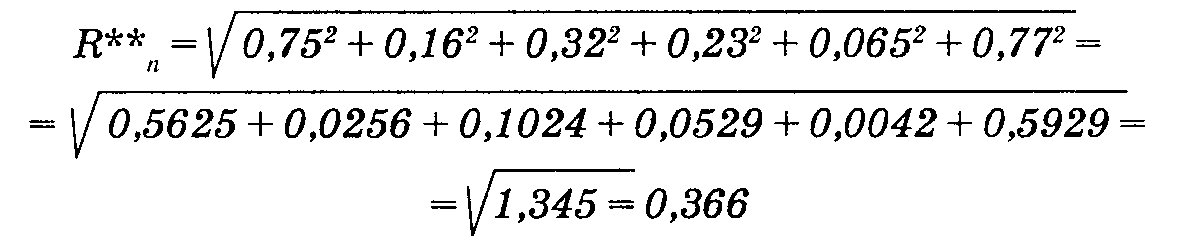 R**ₙ = √0,75² + 0,16² + 0,32² + 0,23² + 0,065² + 0,77² =
= √0,5625 + 0,0256 + 0,1024 + 0,0529 + 0,0042 + 0,5929 =
= √1,345 = 0,366